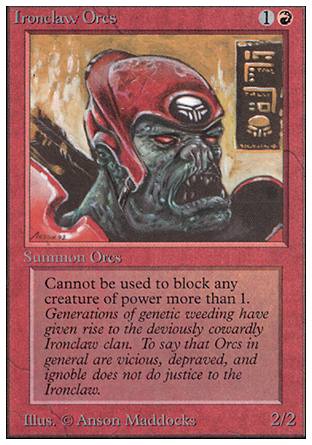 Ironclaw Orcs 1
Summon Orcs
Cannot be used to block any
creature of power more than 1.
Generations of genetic weeding have
given rise to the deviously cowardly
Ironclaw clan. To say that Orcs in
general are vicious, depraved, and
ignoble does not do justice to the
Ironclaw.
Illus. © Anson Maddocks 2/2